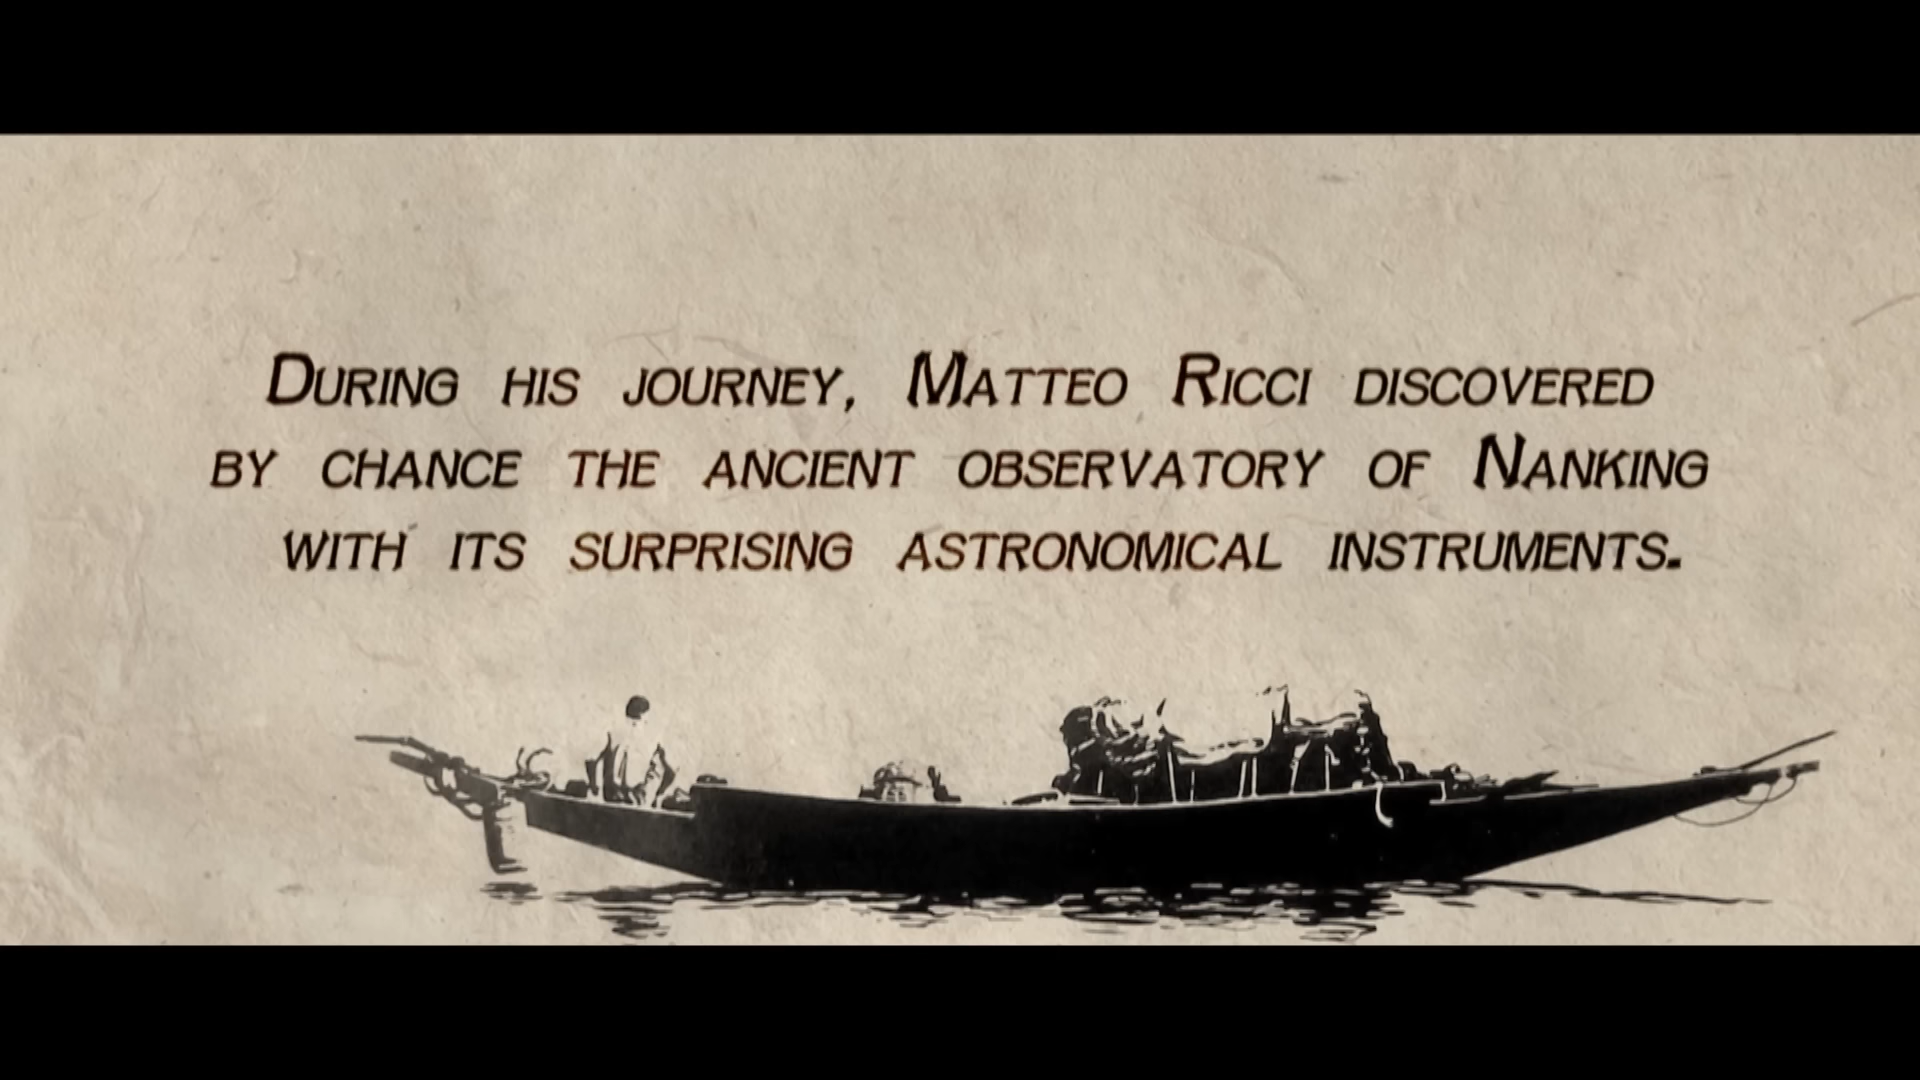 During his journey, Matteo Ricci discovered
by chance the ancient observatory of Nanking
with its surprising astronomical instruments.